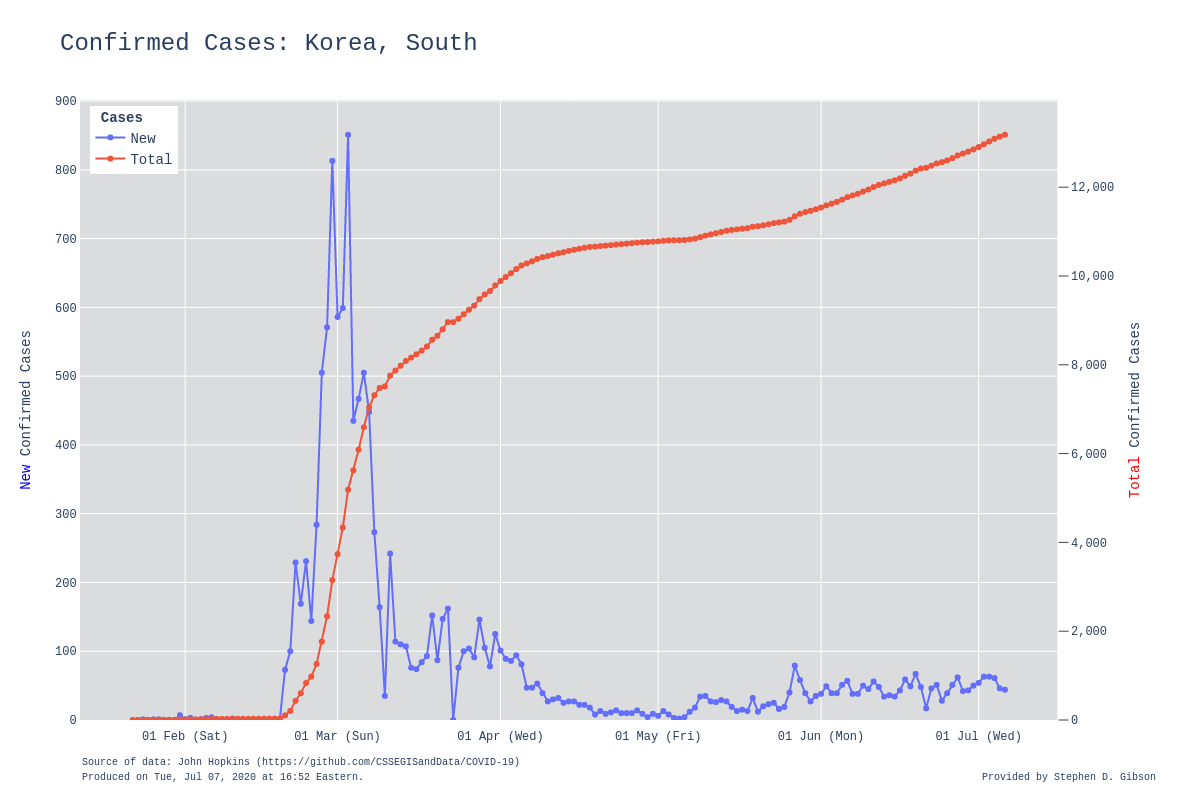 Confirmed Cases: Korea, South
Cases
New
Total
900
800
700
600
500
400
300
200
100
0
12,000
10,000
8,000
6,000
4,000
2,000
0
New Confirmed Cases
Total Confirmed Cases
01 Feb (Sat)
01 Mar (Sun)
01 Apr (Wed)
01 May (Fri)
01 Jun (Mon)
01 Jul (Wed)
Source of data: John Hopkins (https://github.com/CSSEGISandData/COVID-19)
Produced on Tue, Jul 07, 2020 at 16:52 Eastern.
Provided by Stephen D. Gibson